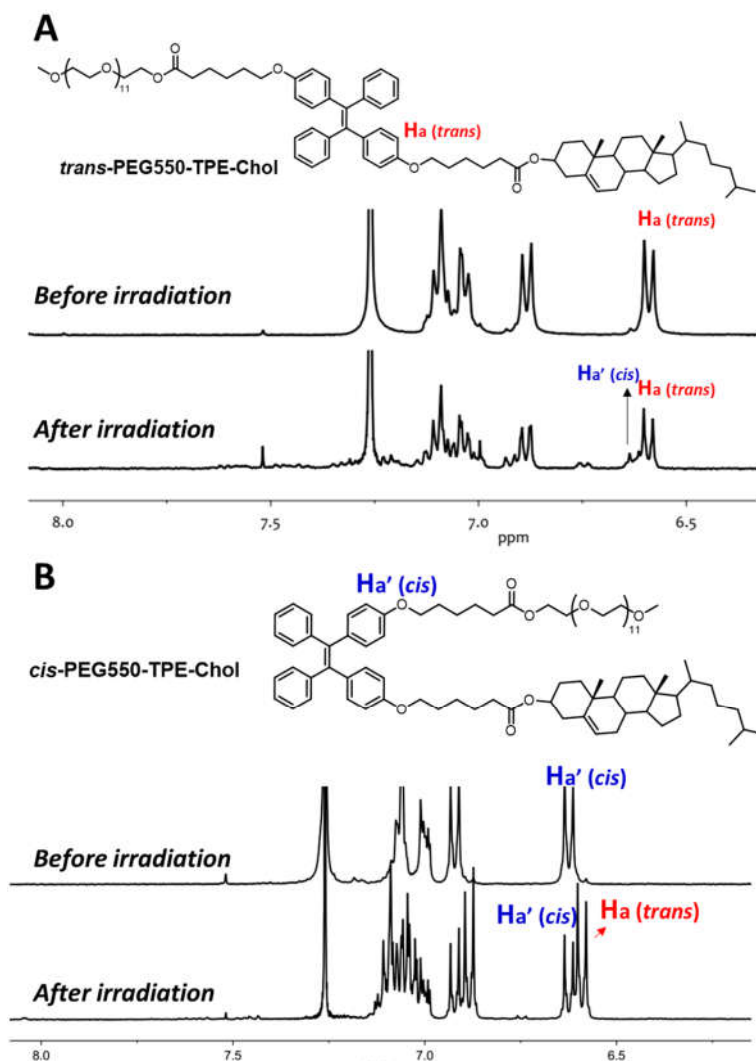 A
O
O
11
O
O
O
Ha (trans)
O
O
O
trans-PEG550-TPE-Chol
Ha (trans)
Before irradiation
Ha' (cis)
Ha (trans)
After irradiation
8.0 7.5 7.0 6.5
ppm
B
Ha' (cis)
O
O
O
O
O
11
cis-PEG550-TPE-Chol
O
O
O
Ha' (cis)
Before irradiation
Ha' (cis) Ha (trans)
After irradiation
8.0 7.5 7.0 6.5